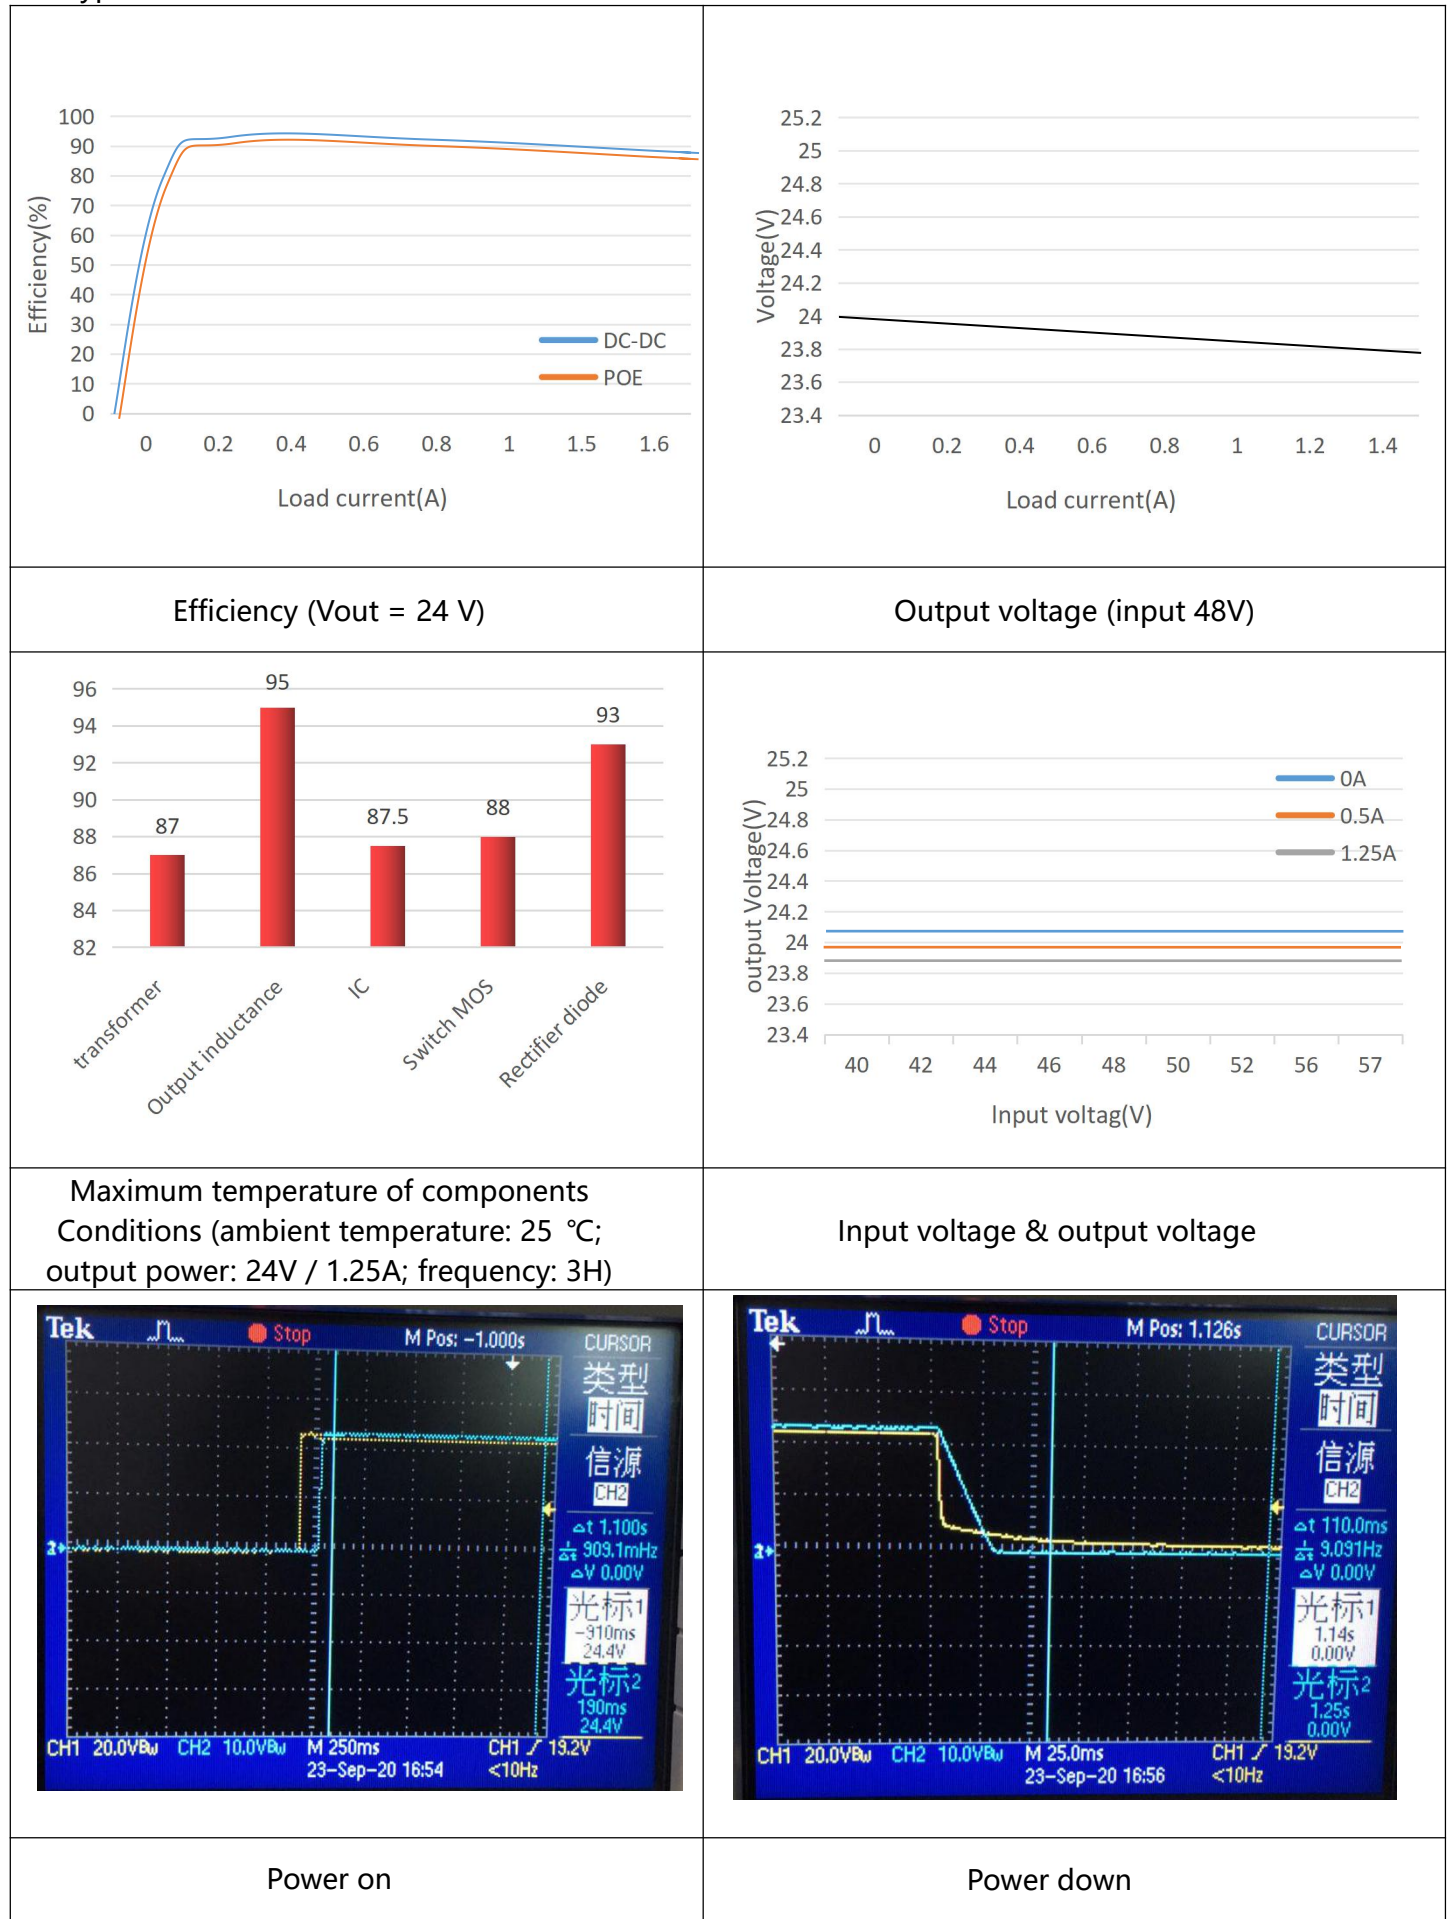 100
90
80
70
60
50
40
30
20
10
0
Efficiency(%)
DC-DC
POE
0 0.2 0.4 0.6 0.8 1 1.5 1.6
Load current(A)
25.2
25
24.8
24.6
24.4
24.2
24
23.8
23.6
23.4
Voltage(V)
0 0.2 0.4 0.6 0.8 1 1.2 1.4
Load current(A)
Efficiency (Vout = 24 V)
Output voltage (input 48V)
96
94
92
90
88
86
84
82
87
95
87.5
88
93
transformer
Output inductance
IC
Switch MOS
Rectifier diode
25.2
25
24.8
24.6
24.4
24.2
24
23.8
23.6
23.4
output Voltage(V)
0A
0.5A
1.25A
40 42 44 46 48 50 52 56 57
Input voltag(V)
Maximum temperature of components
Conditions (ambient temperature: 25 ℃;
output power: 24V / 1.25A; frequency: 3H)
Input voltage & output voltage
Tek Stop M Pos: -1.000s CURSOR
类型
时间
信源
CH2
△t 1.100s
909.1mHz
△V 0.00V
光标1
-910ms
24.4V
光标2
190ms
24.4V
CH1 20.0VBw CH2 10.0VBw M 250ms CH1 19.2V
23-Sep-20 16:54 <10Hz
Tek Stop M Pos: 1.126s CURSOR
类型
时间
信源
CH2
△t 110.0ms
9.091Hz
△V 0.00V
光标1
1.14s
0.00V
光标2
1.25s
0.00V
CH1 20.0VBw CH2 10.0VBw M 25.0ms CH1 19.2V
23-Sep-20 16:56 <10Hz
Power on
Power down